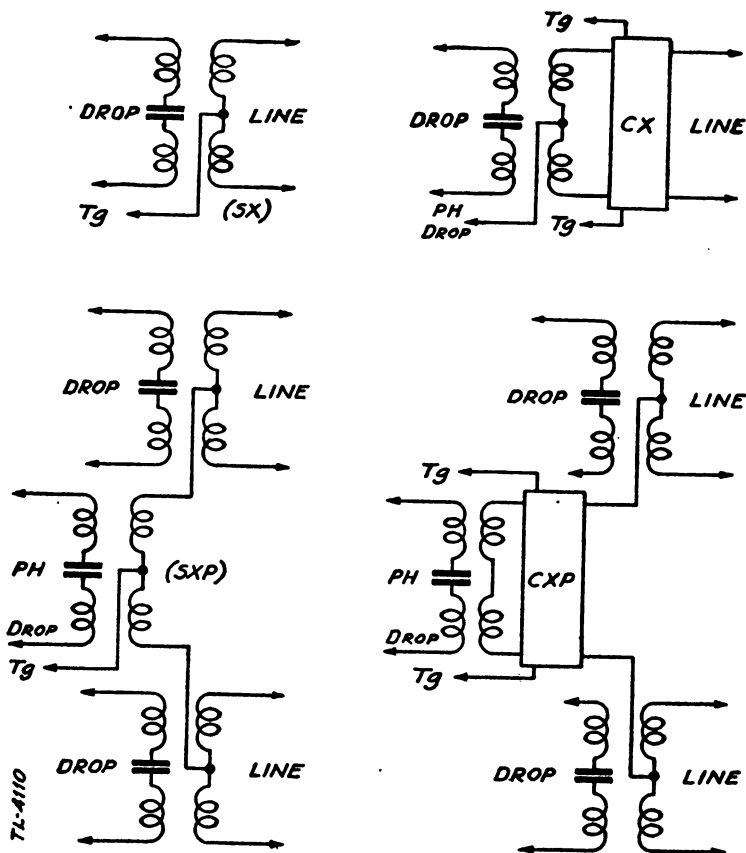 DROP
LINE
Tg
(SX)
Tg
DROP
CX
LINE
PH
DROP
Tg
DROP
LINE
PH
(SXP)
DROP
Tg
DROP
LINE
DROP
LINE
Tg
PH
CXP
DROP
Tg
DROP
LINE
TL-4110